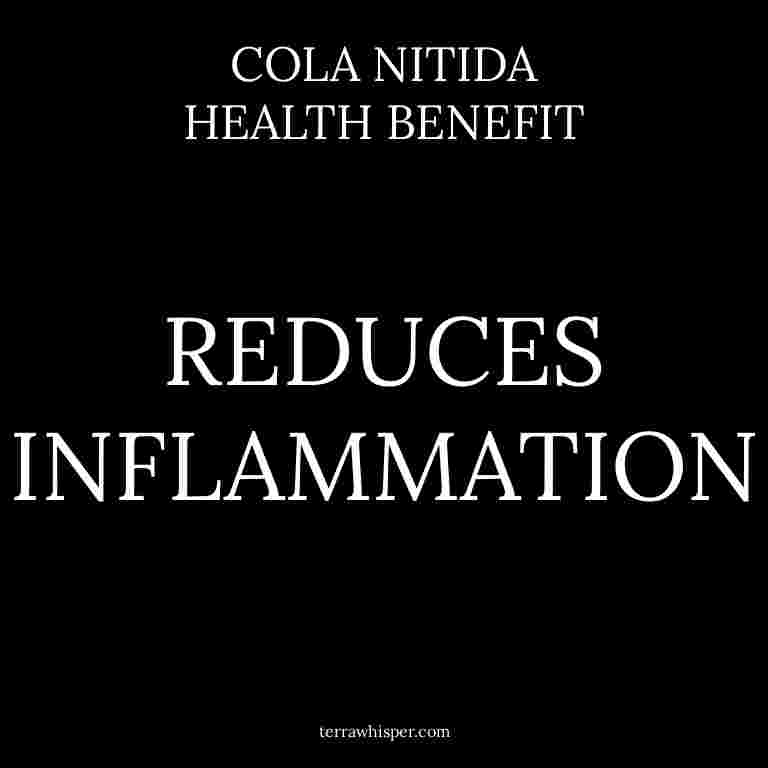 COLA NITIDA
HEALTH BENEFIT
REDUCES
INFLAMMATION
terrawhisper.com